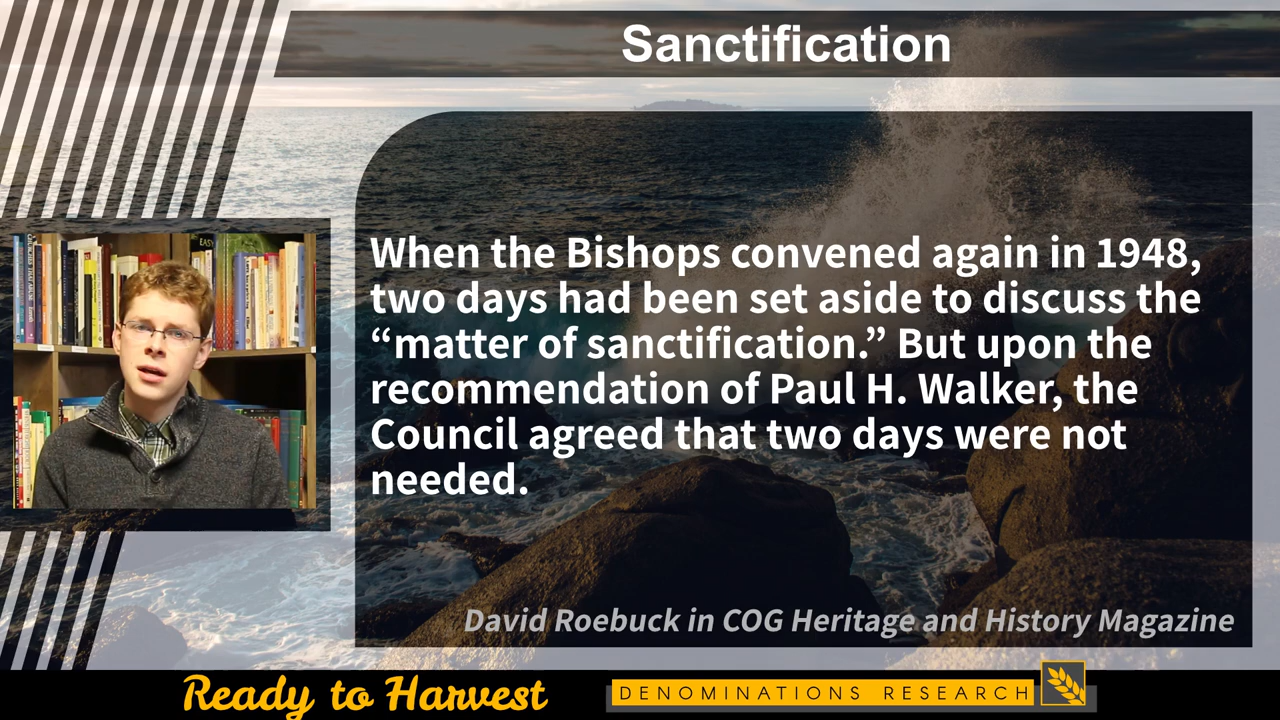 Sanctification
When the Bishops convened again in 1948,
two days had been set aside to discuss the
“matter of sanctification.” But upon the
recommendation of Paul H. Walker, the
Council agreed that two days were not
needed.
David Roebuck in COG Heritage and History Magazine
Ready to Harvest
DENOMINATIONS RESEARCH